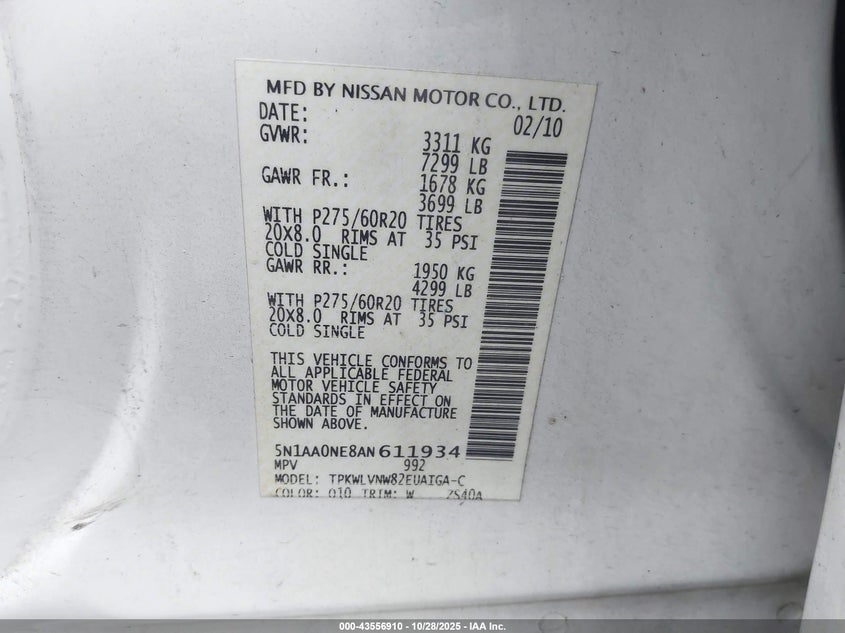 MFD BY NISSAN MOTOR CO., LTD.
DATE: 02/10
GVWR: 3311 KG
7299 LB
GAWR FR.: 1678 KG
3699 LB
WITH P275/60R20 TIRES
20X8.0 RIMS AT 35 PSI
COLD SINGLE
GAWR RR.: 1950 KG
4299 LB
WITH P275/60R20 TIRES
20X8.0 RIMS AT 35 PSI
COLD SINGLE
THIS VEHICLE CONFORMS TO
ALL APPLICABLE FEDERAL
MOTOR VEHICLE SAFETY
STANDARDS IN EFFECT ON
THE DATE OF MANUFACTURE
SHOWN ABOVE.
5N1AA0NE8AN611934
MPV 992
MODEL: TPKWLVNW82EUAIGA-C
COLOR: Q10 TRIM: W ZS40A
000-43556910 - 10/28/2025 - IAA Inc.